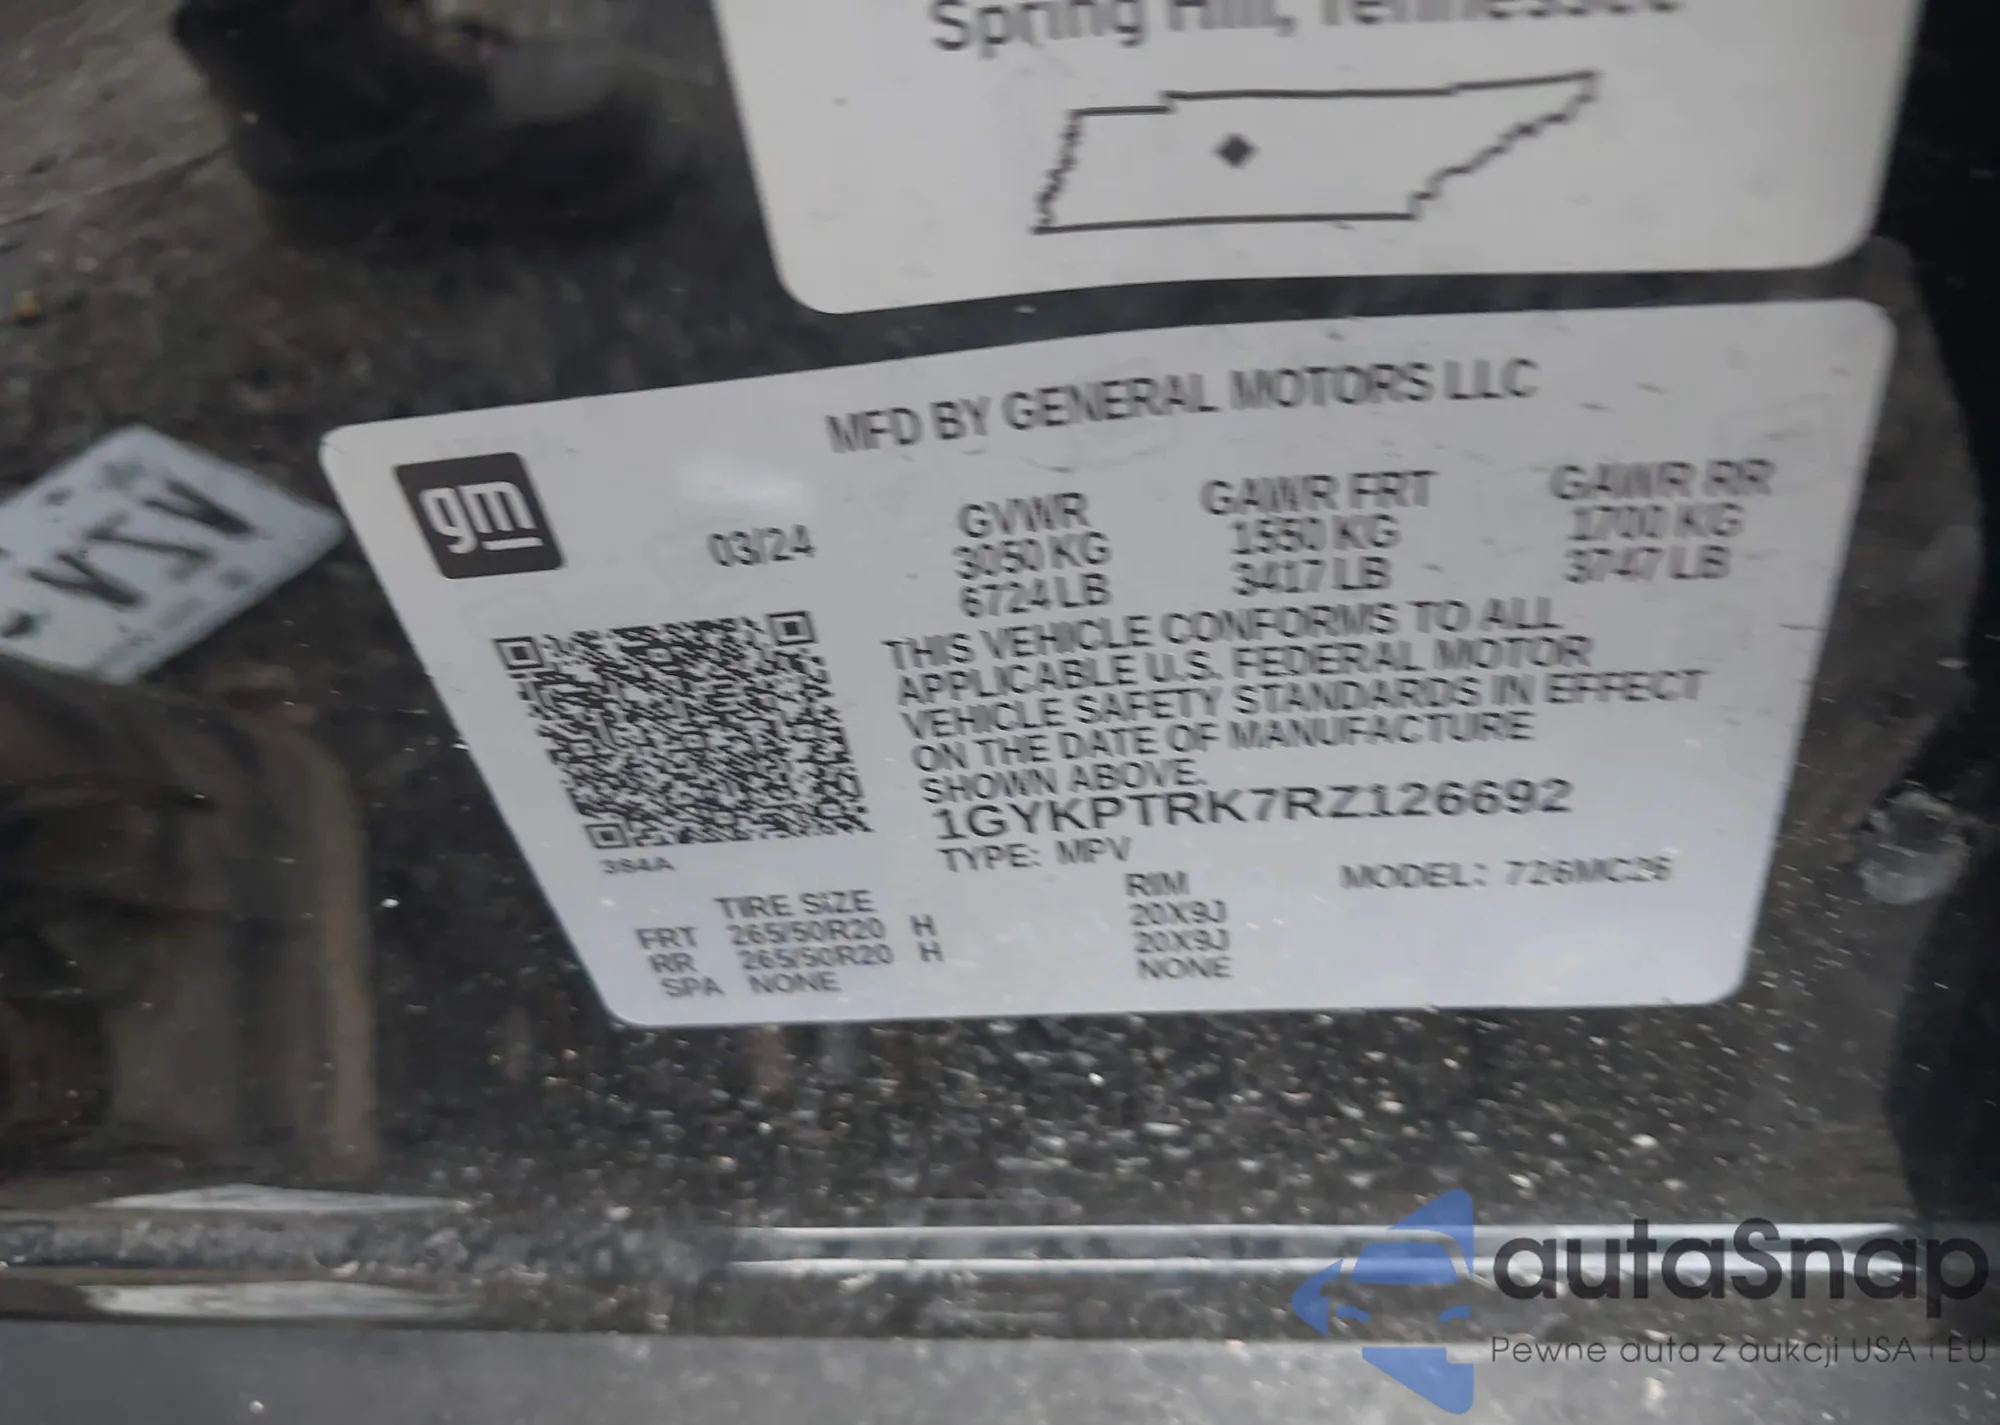 Spring Hill, Tennessee
MFD BY GENERAL MOTORS LLC
gm
03/24
GVWR
3050 KG
6724 LB
GAWR FRT
1550 KG
3417 LB
GAWR RR
1700 KG
3747 LB
THIS VEHICLE CONFORMS TO ALL
APPLICABLE U.S. FEDERAL MOTOR
VEHICLE SAFETY STANDARDS IN EFFECT
ON THE DATE OF MANUFACTURE
SHOWN ABOVE.
1GYKPTRK7RZ126692
TYPE: MPV
384A
MODEL: 726MC26
TIRE SIZE RIM
FRT 265/50R20 H 20X9J
RR 265/50R20 H 20X9J
SPA NONE NONE
autaSnap
Pewne auta z aukcji USA i EU